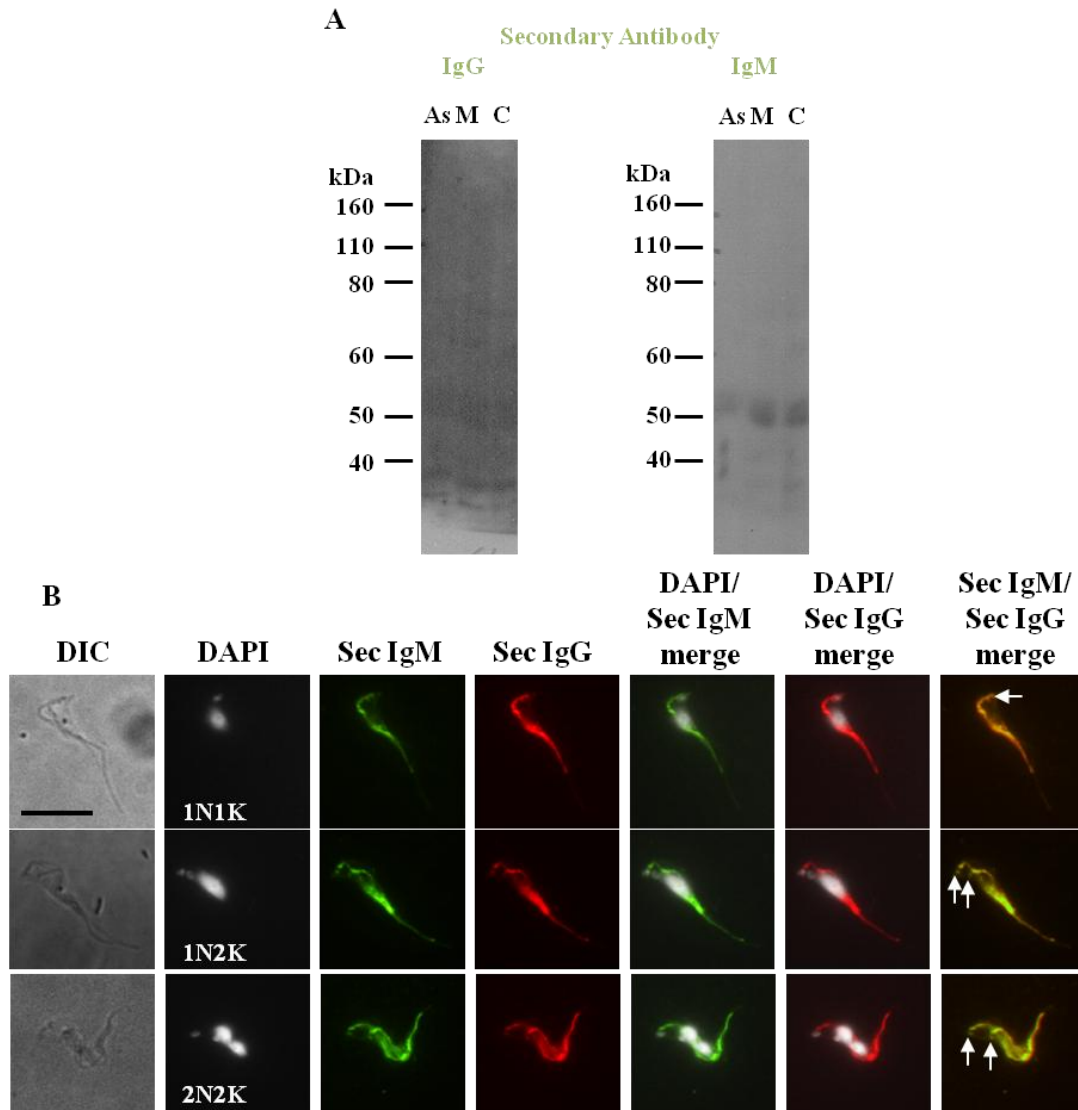 A
Secondary Antibody
IgG IgM
As M C As M C
kDa kDa
160 160
110 110
80 80
60 60
50 50
40 40
B
DIC DAPI Sec IgM Sec IgG DAPI/ Sec IgM merge DAPI/ Sec IgG merge Sec IgM/ Sec IgG merge
1N1K
1N2K
2N2K